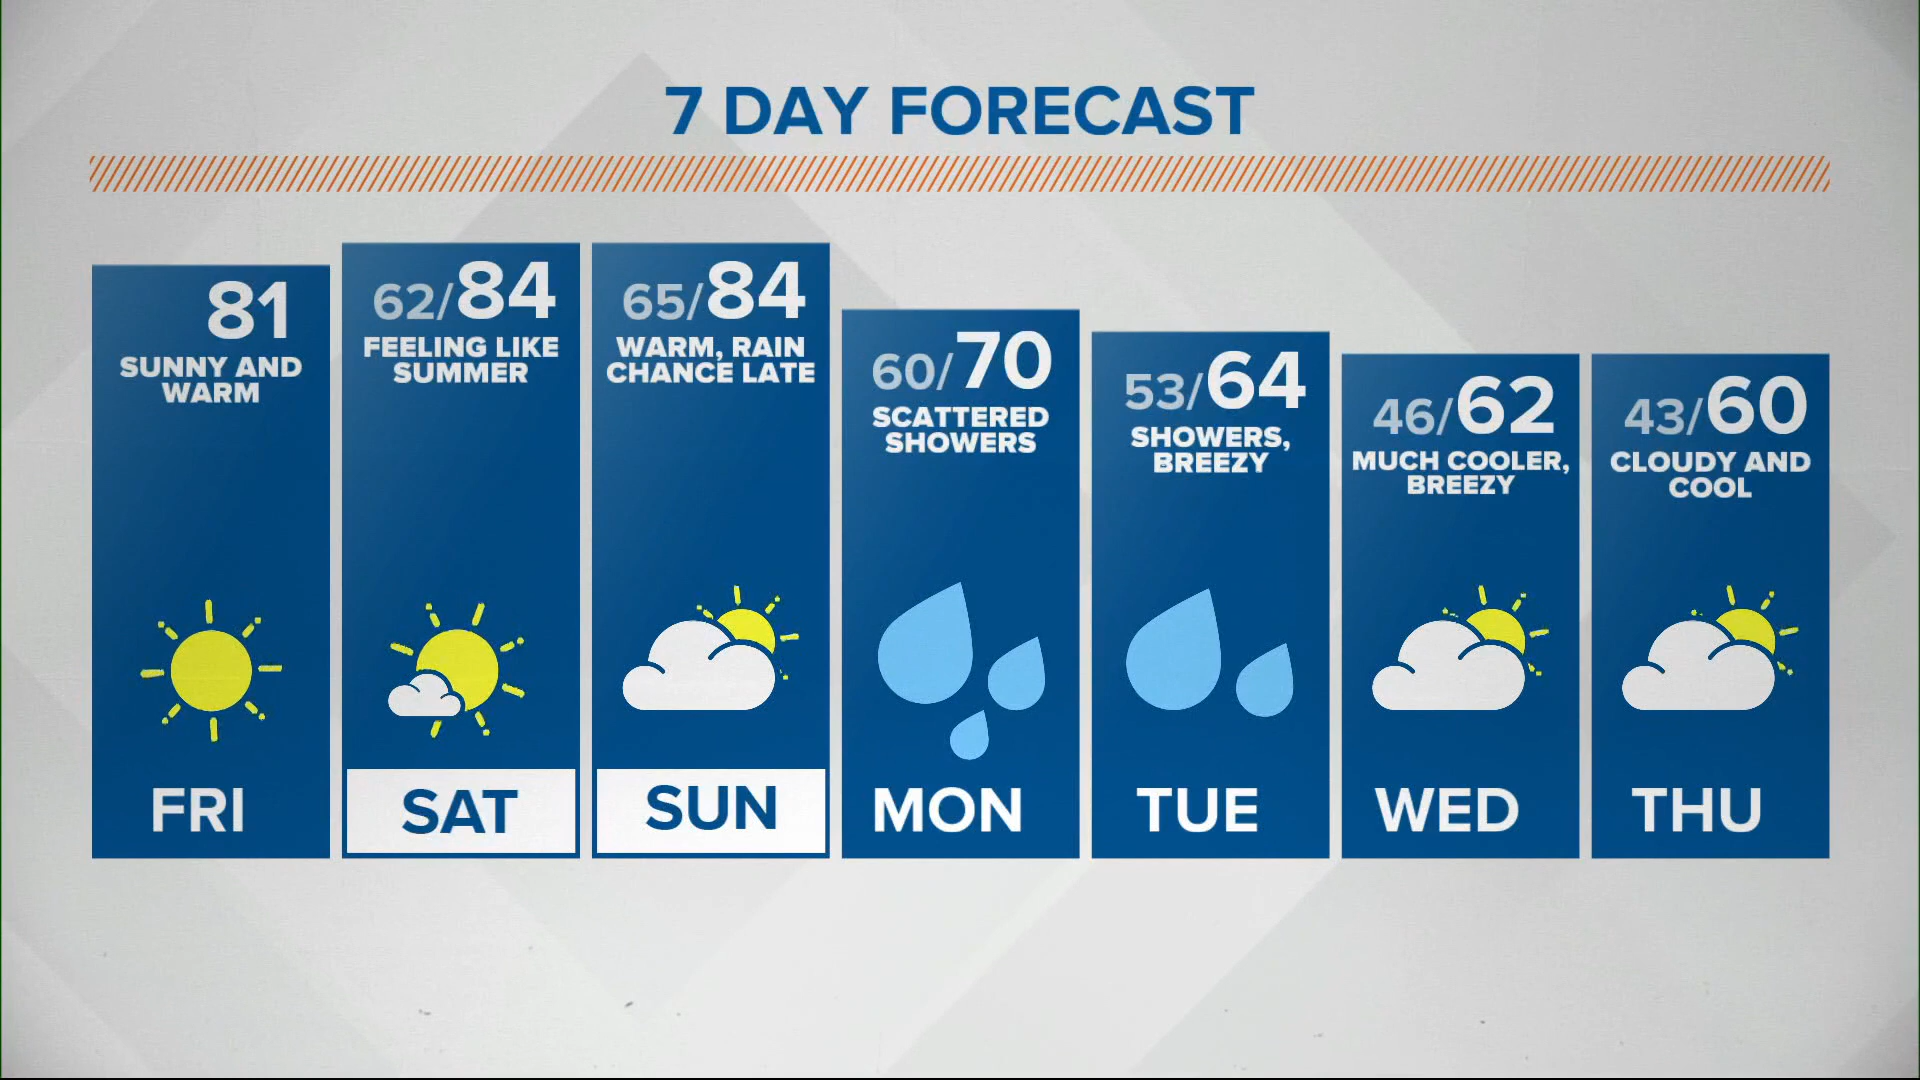 7 DAY FORECAST
81
SUNNY AND
WARM
FRI
62/84
FEELING LIKE
SUMMER
SAT
65/84
WARM, RAIN
CHANCE LATE
SUN
60/70
SCATTERED
SHOWERS
MON
53/64
SHOWERS,
BREEZY
TUE
46/62
MUCH COOLER,
BREEZY
WED
43/60
CLOUDY AND
COOL
THU